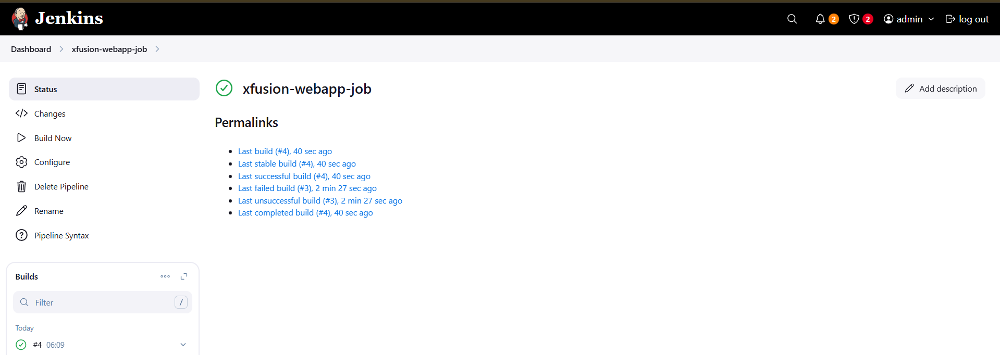 Jenkins
2
2
admin
log out
Dashboard
xfusion-webapp-job
Status
Changes
Build Now
Configure
Delete Pipeline
Rename
Pipeline Syntax
Builds
Filter
/
Today
#4 06:09
xfusion-webapp-job
Add description
Permalinks
Last build (#4), 40 sec ago
Last stable build (#4), 40 sec ago
Last successful build (#4), 40 sec ago
Last failed build (#3), 2 min 27 sec ago
Last unsuccessful build (#3), 2 min 27 sec ago
Last completed build (#4), 40 sec ago